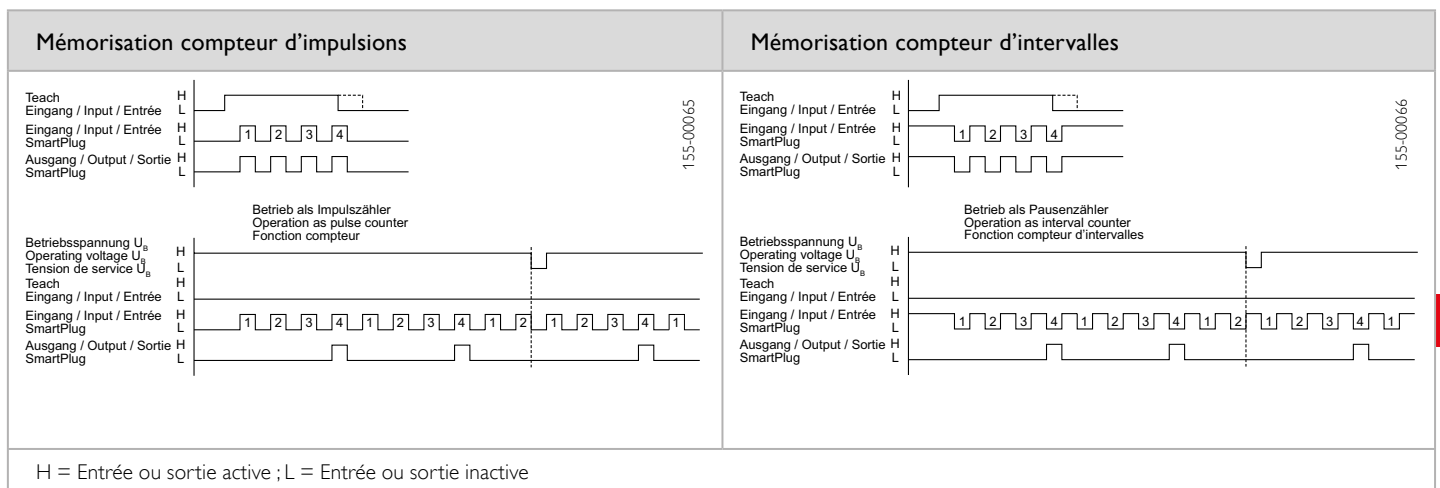 Mémorisation compteur d'impulsions
Teach H
Eingang / Input / Entrée L
Eingang / Input / Entrée H
SmartPlug L
1 2 3 4
Ausgang / Output / Sortie H
SmartPlug L
155-00065
Betrieb als Impulszähler
Operation as pulse counter
Fonction compteur
Betriebsspannung UB
Operating voltage UB H
Tension de service UB L
Teach H
Eingang / Input / Entrée L
Eingang / Input / Entrée H
SmartPlug L
1 2 3 4 1 2 3 4 1 2 1 2 3 4 1
Ausgang / Output / Sortie H
SmartPlug L
Mémorisation compteur d'intervalles
Teach H
Eingang / Input / Entrée L
Eingang / Input / Entrée H
SmartPlug L
1 2 3 4
Ausgang / Output / Sortie H
SmartPlug L
155-00066
Betrieb als Pausenzähler
Operation as interval counter
Fonction compteur d'intervalles
Betriebsspannung UB
Operating voltage UB H
Tension de service UB L
Teach H
Eingang / Input / Entrée L
Eingang / Input / Entrée H
SmartPlug L
1 2 3 4 1 2 3 4 1 2 1 2 3 4 1
Ausgang / Output / Sortie H
SmartPlug L
H = Entrée ou sortie active ; L = Entrée ou sortie inactive